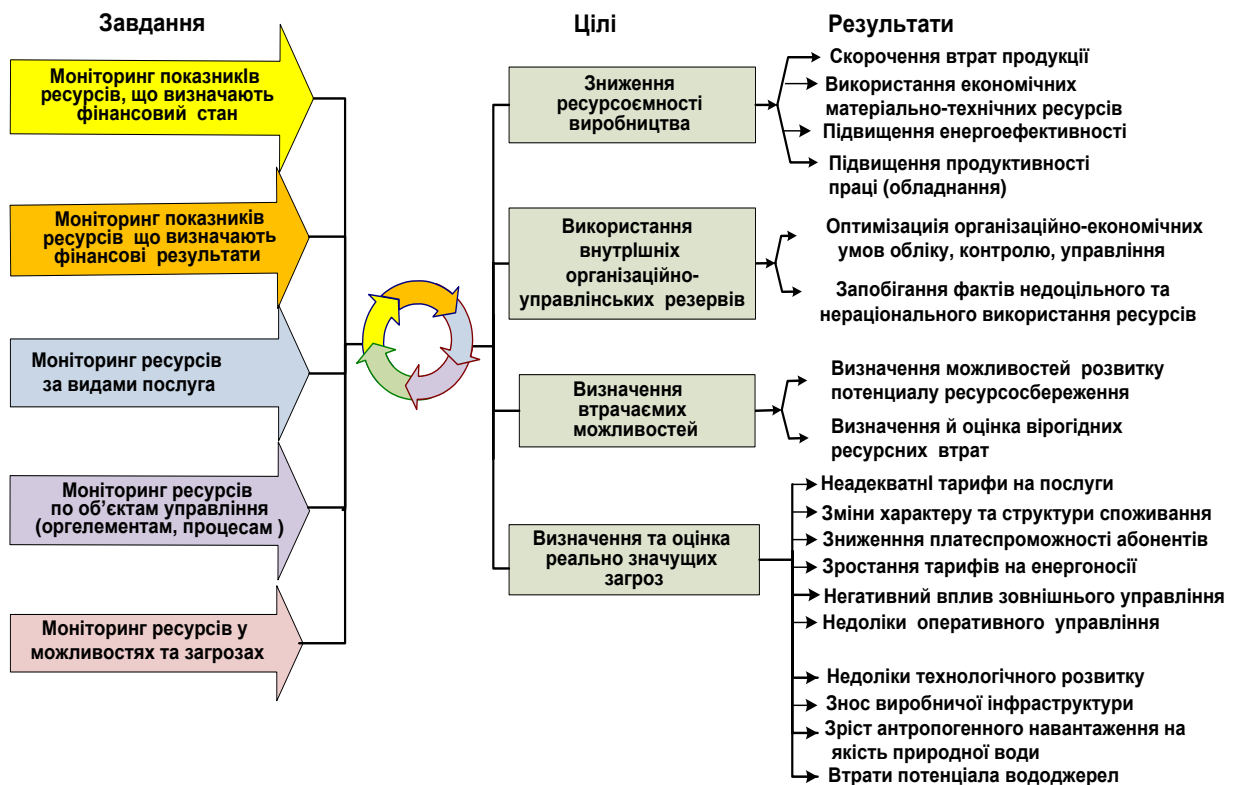 Завдання
Цілі
Результати
Моніторинг показникІв
ресурсів, що визначають
фінансовий стан
Моніторинг показників
ресурсів що визначають
фінансові результати
Моніторинг ресурсів
за видами послуга
Моніторинг ресурсів
по об’єктам управління
(оргелементам, процесам )
Моніторинг ресурсів у
можливостях та загрозах
Зниження
ресурсоємності
виробництва
Використання
внутрІшніх
організаційно-
управлінських резервів
Визначення
втрачаємих
можливостей
Визначення та оцінка
реально значущих
загроз
Скорочення втрат продукції
Використання економічних
матеріально-технічних ресурсів
Підвищення енергоефективності
Підвищення продуктивності
праці (обладнання)
Оптимізациія організаційно-економічних
умов обліку, контролю, управління
Запобігання фактів недоцільного та
нераціонального використання ресурсів
Визначення можливостей розвитку
потенциалу ресурсосбереження
Визначення й оцінка вірогідних
ресурсних втрат
НеадекватнІ тарифи на послуги
Зміни характеру та структури споживання
Зниженння платеспроможності абонентів
Зростання тарифів на енергоносії
Негативний вплив зовнішнього управління
Недоліки оперативного управління
Недоліки технологічного розвитку
Знос виробничої інфраструктури
Зріст антропогенного навантаження на
якість природної води
Втрати потенціала вододжерел